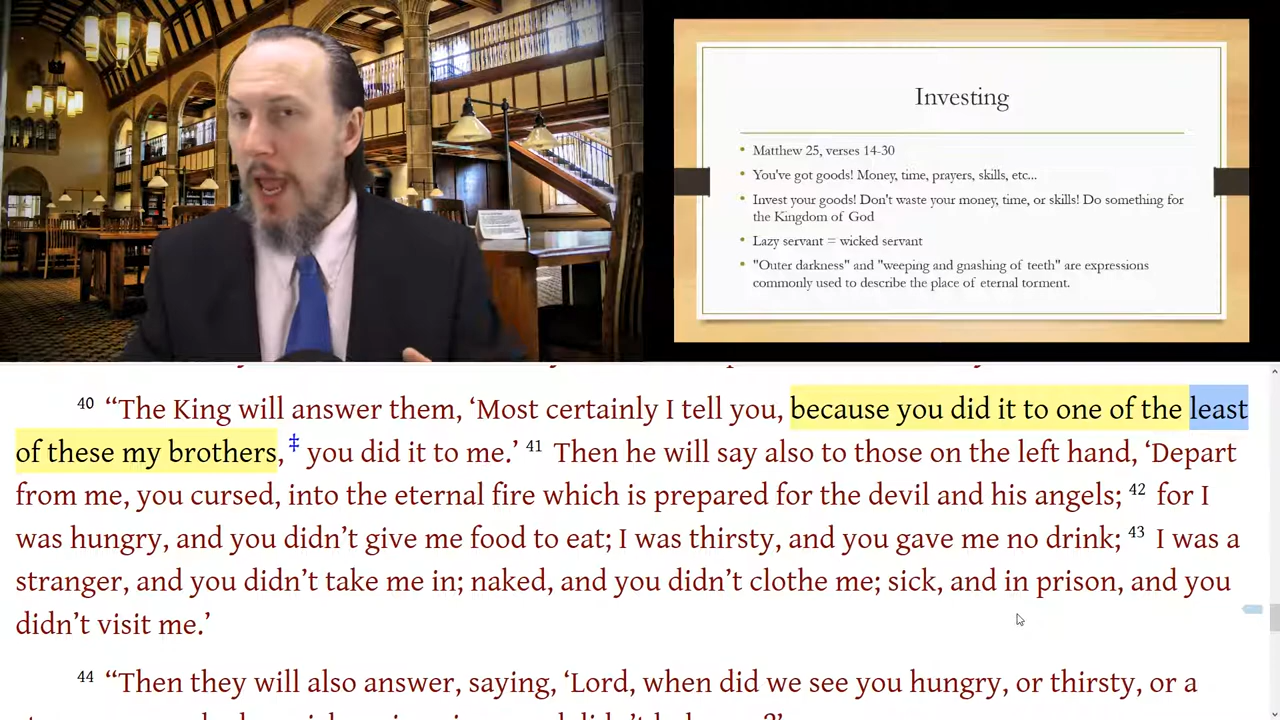 Investing
Matthew 25, verses 14-30
You've got goods! Money, time, prayers, skills, etc...
Invest your goods! Don't waste your money, time, or skills! Do something for
the Kingdom of God
Lazy servant = wicked servant
"Outer darkness" and "weeping and gnashing of teeth" are expressions
commonly used to describe the place of eternal torment.
40 “The King will answer them, ‘Most certainly I tell you, because you did it to one of the least
of these my brothers,‡ you did it to me.’ 41 Then he will say also to those on the left hand, ‘Depart
from me, you cursed, into the eternal fire which is prepared for the devil and his angels; 42 for I
was hungry, and you didn’t give me food to eat; I was thirsty, and you gave me no drink; 43 I was a
stranger, and you didn’t take me in; naked, and you didn’t clothe me; sick, and in prison, and you
didn’t visit me.’
44 “Then they will also answer, saying, ‘Lord, when did we see you hungry, or thirsty, or a